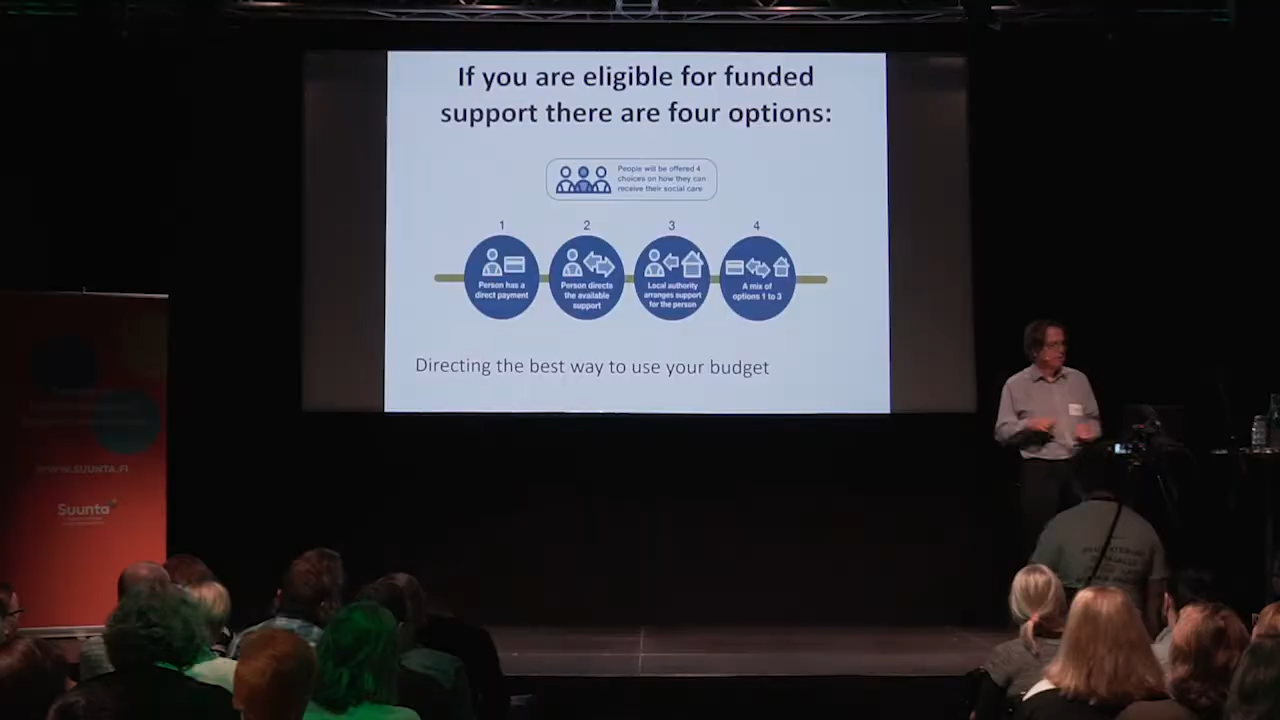 If you are eligible for funded
support there are four options:
People will be offered 4
choices on how they can
receive their social care
1
2
3
4
Person has a
direct payment
Person directs
the available
support
Local authority
arranges support
for the person
A mix of
options 1 to 3
Directing the best way to use your budget
WWW.SUUNTA.FI
Suunta